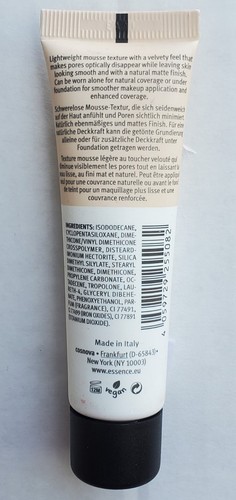 Lightweight mousse texture with a velvety feel that
makes pores optically disappear while leaving skin
looking smooth and with a natural matte finish.
Can be worn alone for natural coverage or under
foundation for smoother makeup application and
enhanced coverage.
Schwerelose Mousse-Textur, die sich seidenweich
auf der Haut anfühlt und Poren sichtlich minimiert.
Natürlich ebenmäßiges und mattes Finish. Für eine
natürliche Deckkraft kann die getönte Grundierung
alleine oder für zusätzliche Deckkraft unter
Foundation getragen werden.
Texture mousse légère au toucher velouté qui
diminue visiblement les pores tout en laissant à
peau lisse, au fini mat et naturel. Peut être appliqué
nul pour une couvrance naturelle ou avant le fond
de teint pour un maquillage plus lisse et une
couvrance renforcée.
INGREDIENTS: ISODODECANE,
CYCLOPENTASILOXANE, DIME-
THICONE/VINYL DIMETHICONE
CROSSPOLYMER, DISTEARD-
IMONIUM HECTORITE, SILICA
DIMETHYL SILYLATE, STEARYL
DIMETHICONE, DIMETHICONE,
PROPYLENE CARBONATE, OC-
TADECENE, TROPOLONE, LAU-
RETH-4, GLYCERYL DIBEHE-
NATE, PHENOXYETHANOL, PAR-
FUM (FRAGRANCE), CI 77491,
CI 77499 (IRON OXIDES), CI 77891
(TITANIUM DIOXIDE).
4 059729 255082
Made in Italy
cosnova • Frankfurt (D-65843)•
New York (NY 10003)
www.essence.eu
12M
vegan